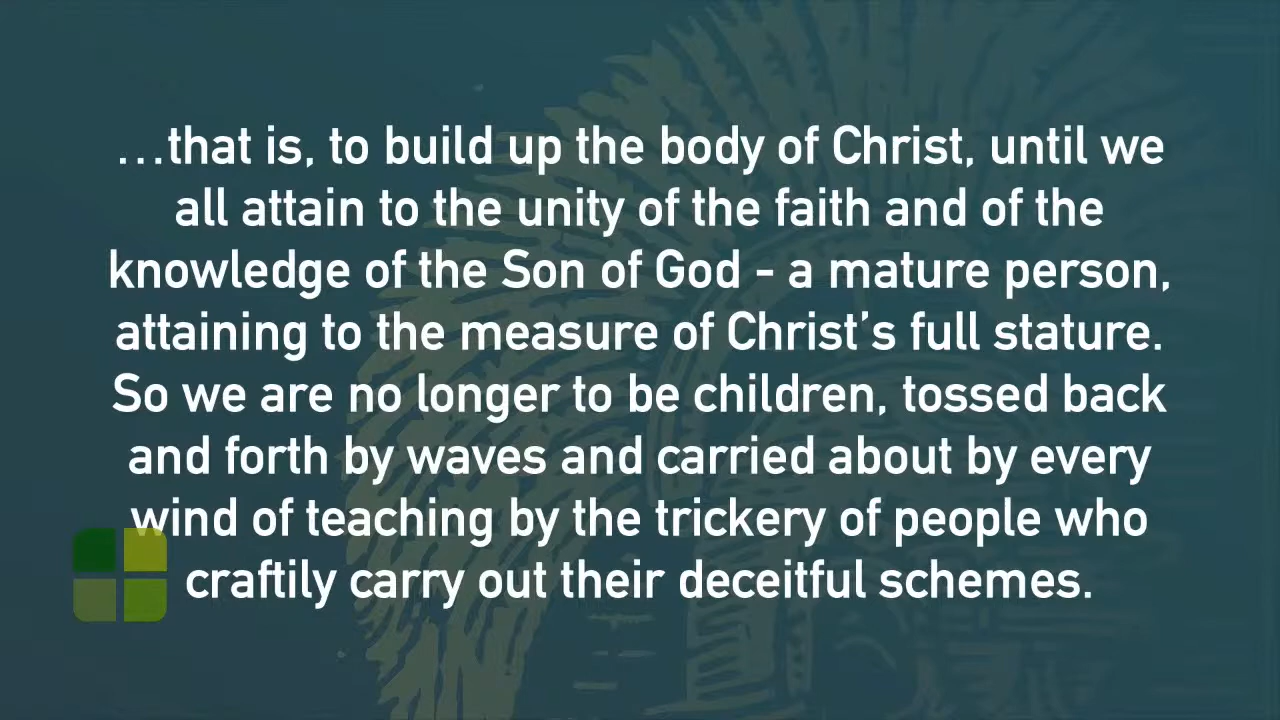 …that is, to build up the body of Christ, until we
all attain to the unity of the faith and of the
knowledge of the Son of God - a mature person,
attaining to the measure of Christ’s full stature.
So we are no longer to be children, tossed back
and forth by waves and carried about by every
wind of teaching by the trickery of people who
craftily carry out their deceitful schemes.